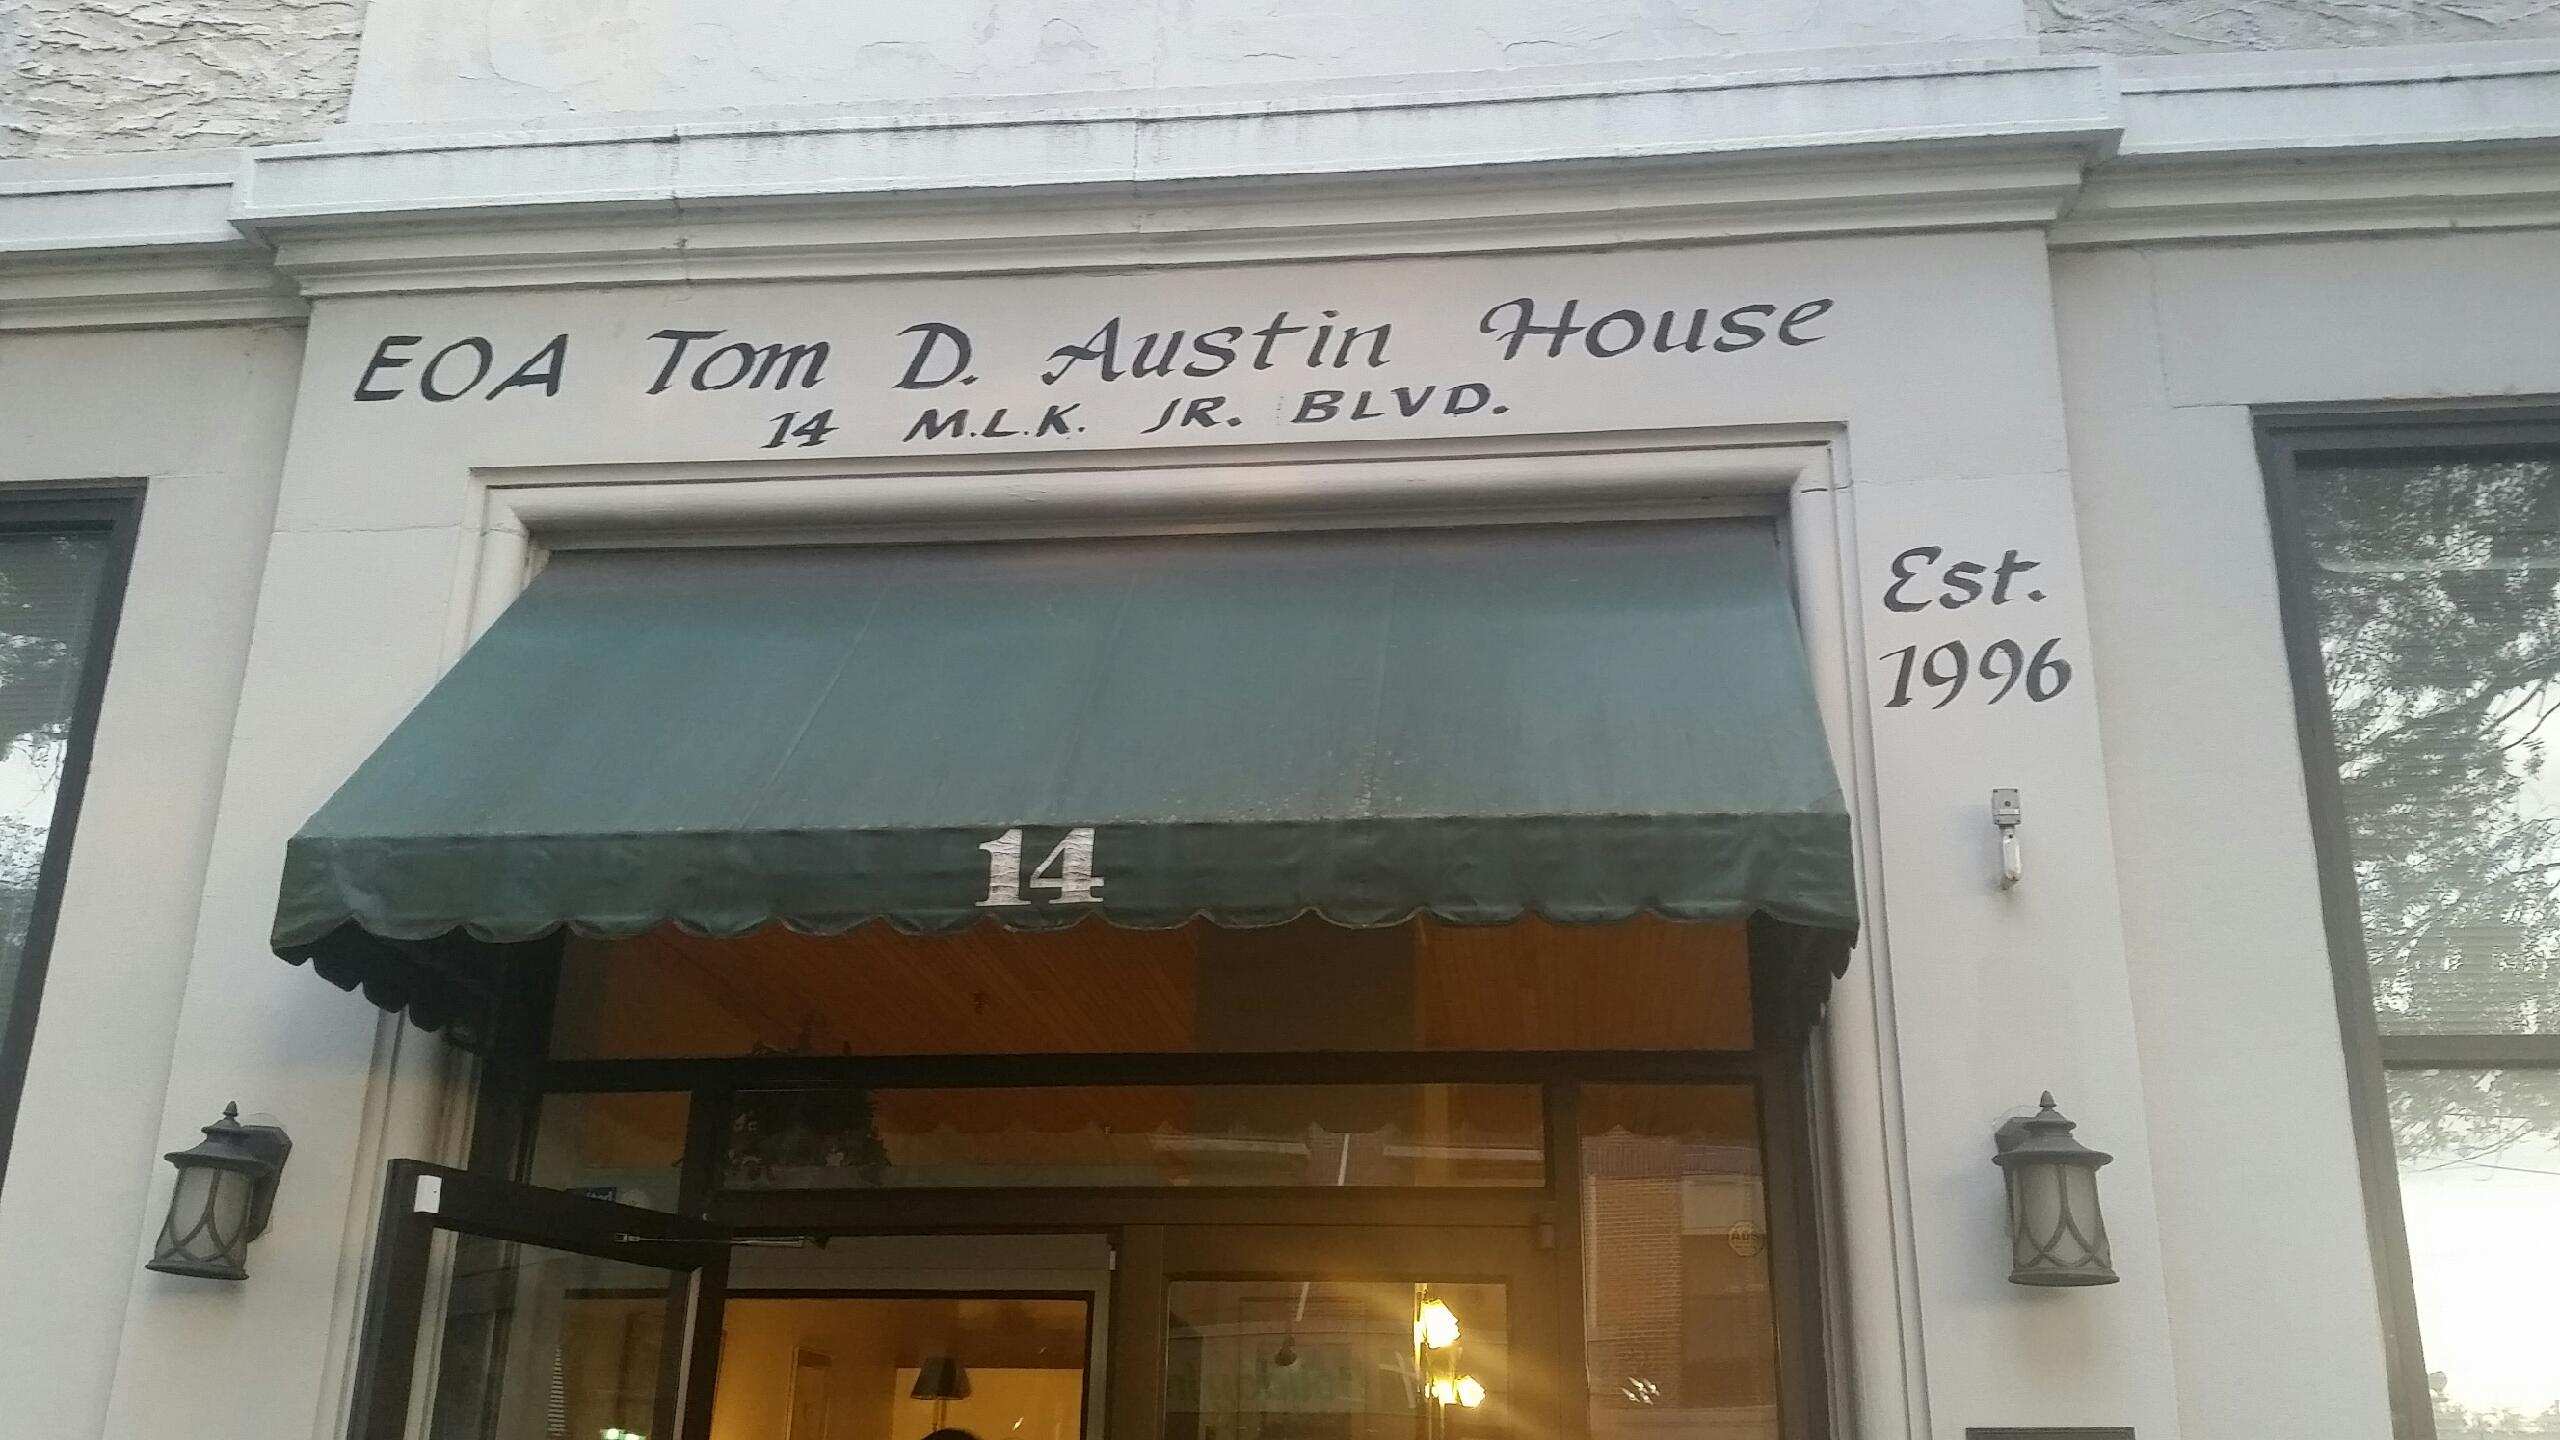 EOA Tom D. Austin House
14 M.L.K. JR. BLVD.
Est.
1996
14